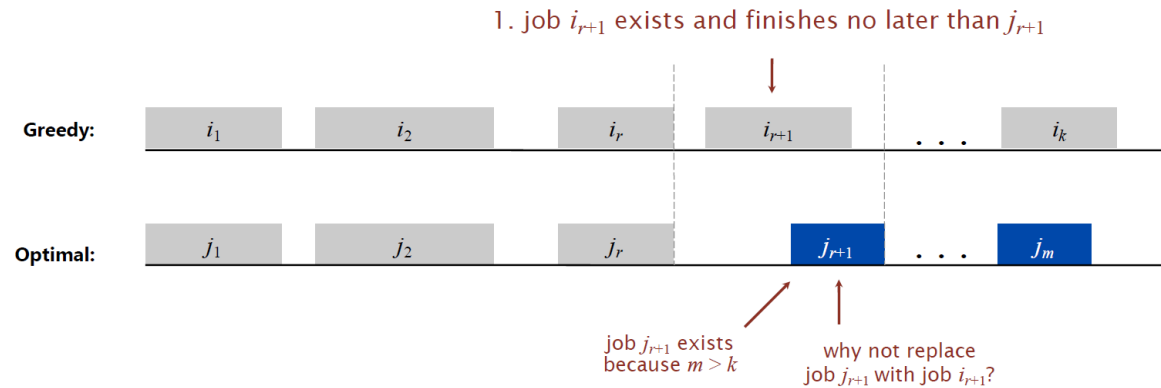 1. job i_{r+1} exists and finishes no later than j_{r+1}
Greedy: i_1 i_2 i_r i_{r+1} . . . i_k
Optimal: j_1 j_2 j_r j_{r+1} . . . j_m
job j_{r+1} exists
because m > k
why not replace
job j_{r+1} with job i_{r+1}?